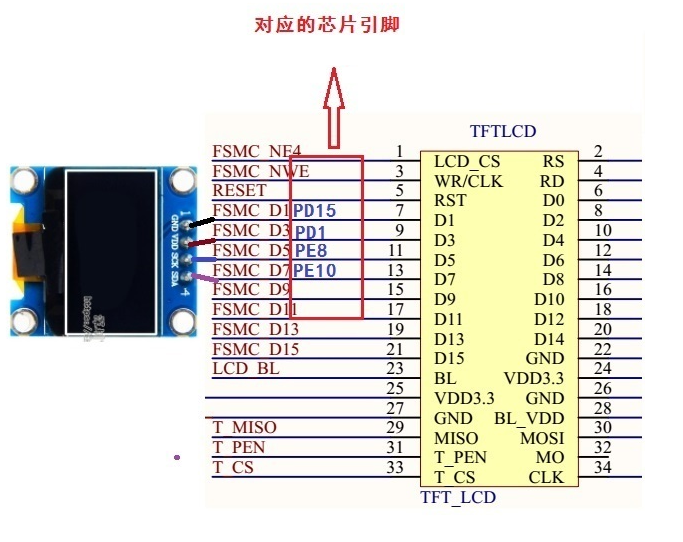 对应的芯片引脚
TFTLCD
FSMC_NE4 1 LCD_CS RS 2
FSMC_NWE 3 WR/CLK RD 4
RESET 5 RST D0 6
FSMC_D1 PD15 7 D1 D2 8
FSMC_D3 PD1 9 D3 D4 10
FSMC_D5 PE8 11 D5 D6 12
FSMC_D7 PE10 13 D7 D8 14
FSMC_D9 15 D9 D10 16
FSMC_D11 17 D11 D12 18
FSMC_D13 19 D13 D14 20
FSMC_D15 21 D15 GND 22
LCD_BL 23 BL VDD3.3 24
25 VDD3.3 GND 26
27 GND BL_VDD 28
T_MISO 29 MISO MOSI 30
T_PEN 31 T_PEN MO 32
T_CS 33 T_CS CLK 34
TFT_LCD
1 GND VDD SCK SDA 4